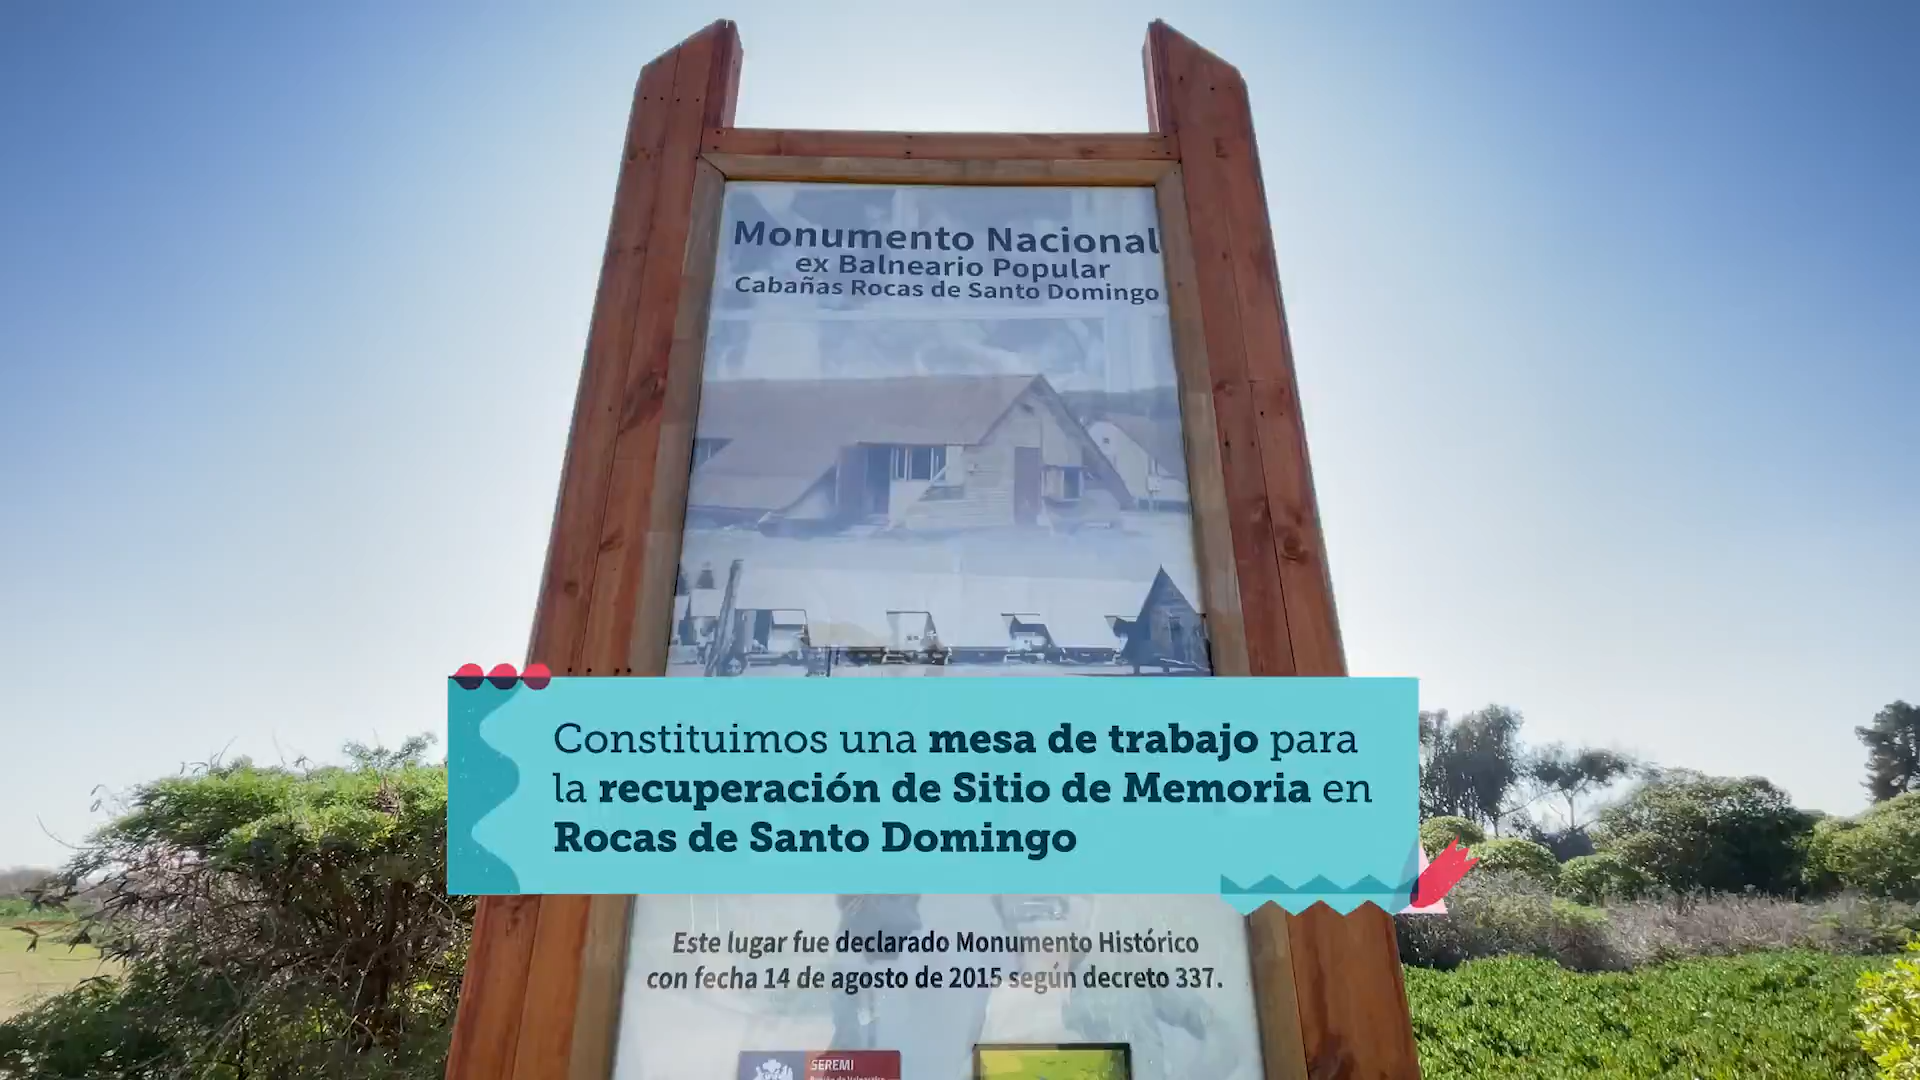 Monumento Nacional
ex Balneario Popular
Cabañas Rocas de Santo Domingo
Constituimos una mesa de trabajo para
la recuperación de Sitio de Memoria en
Rocas de Santo Domingo
Este lugar fue declarado Monumento Histórico
con fecha 14 de agosto de 2015 según decreto 337.
SEREMI